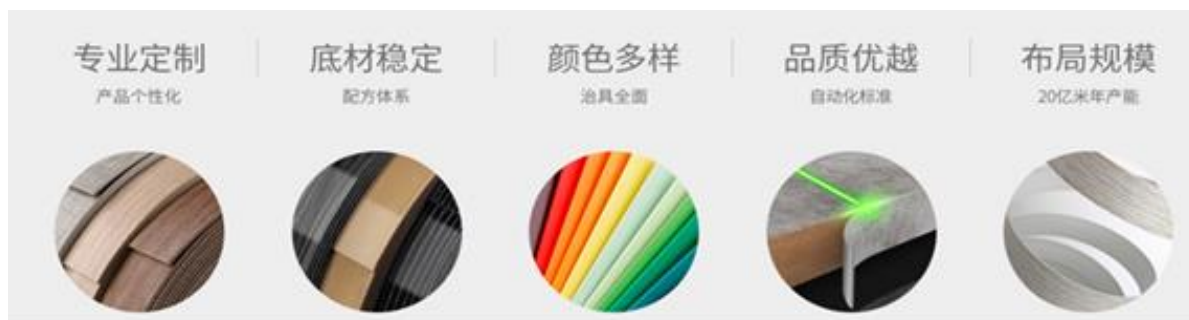 专业定制
产品个性化
底材稳定
配方体系
颜色多样
治具全面
品质优越
自动化标准
布局规模
20亿米年产能